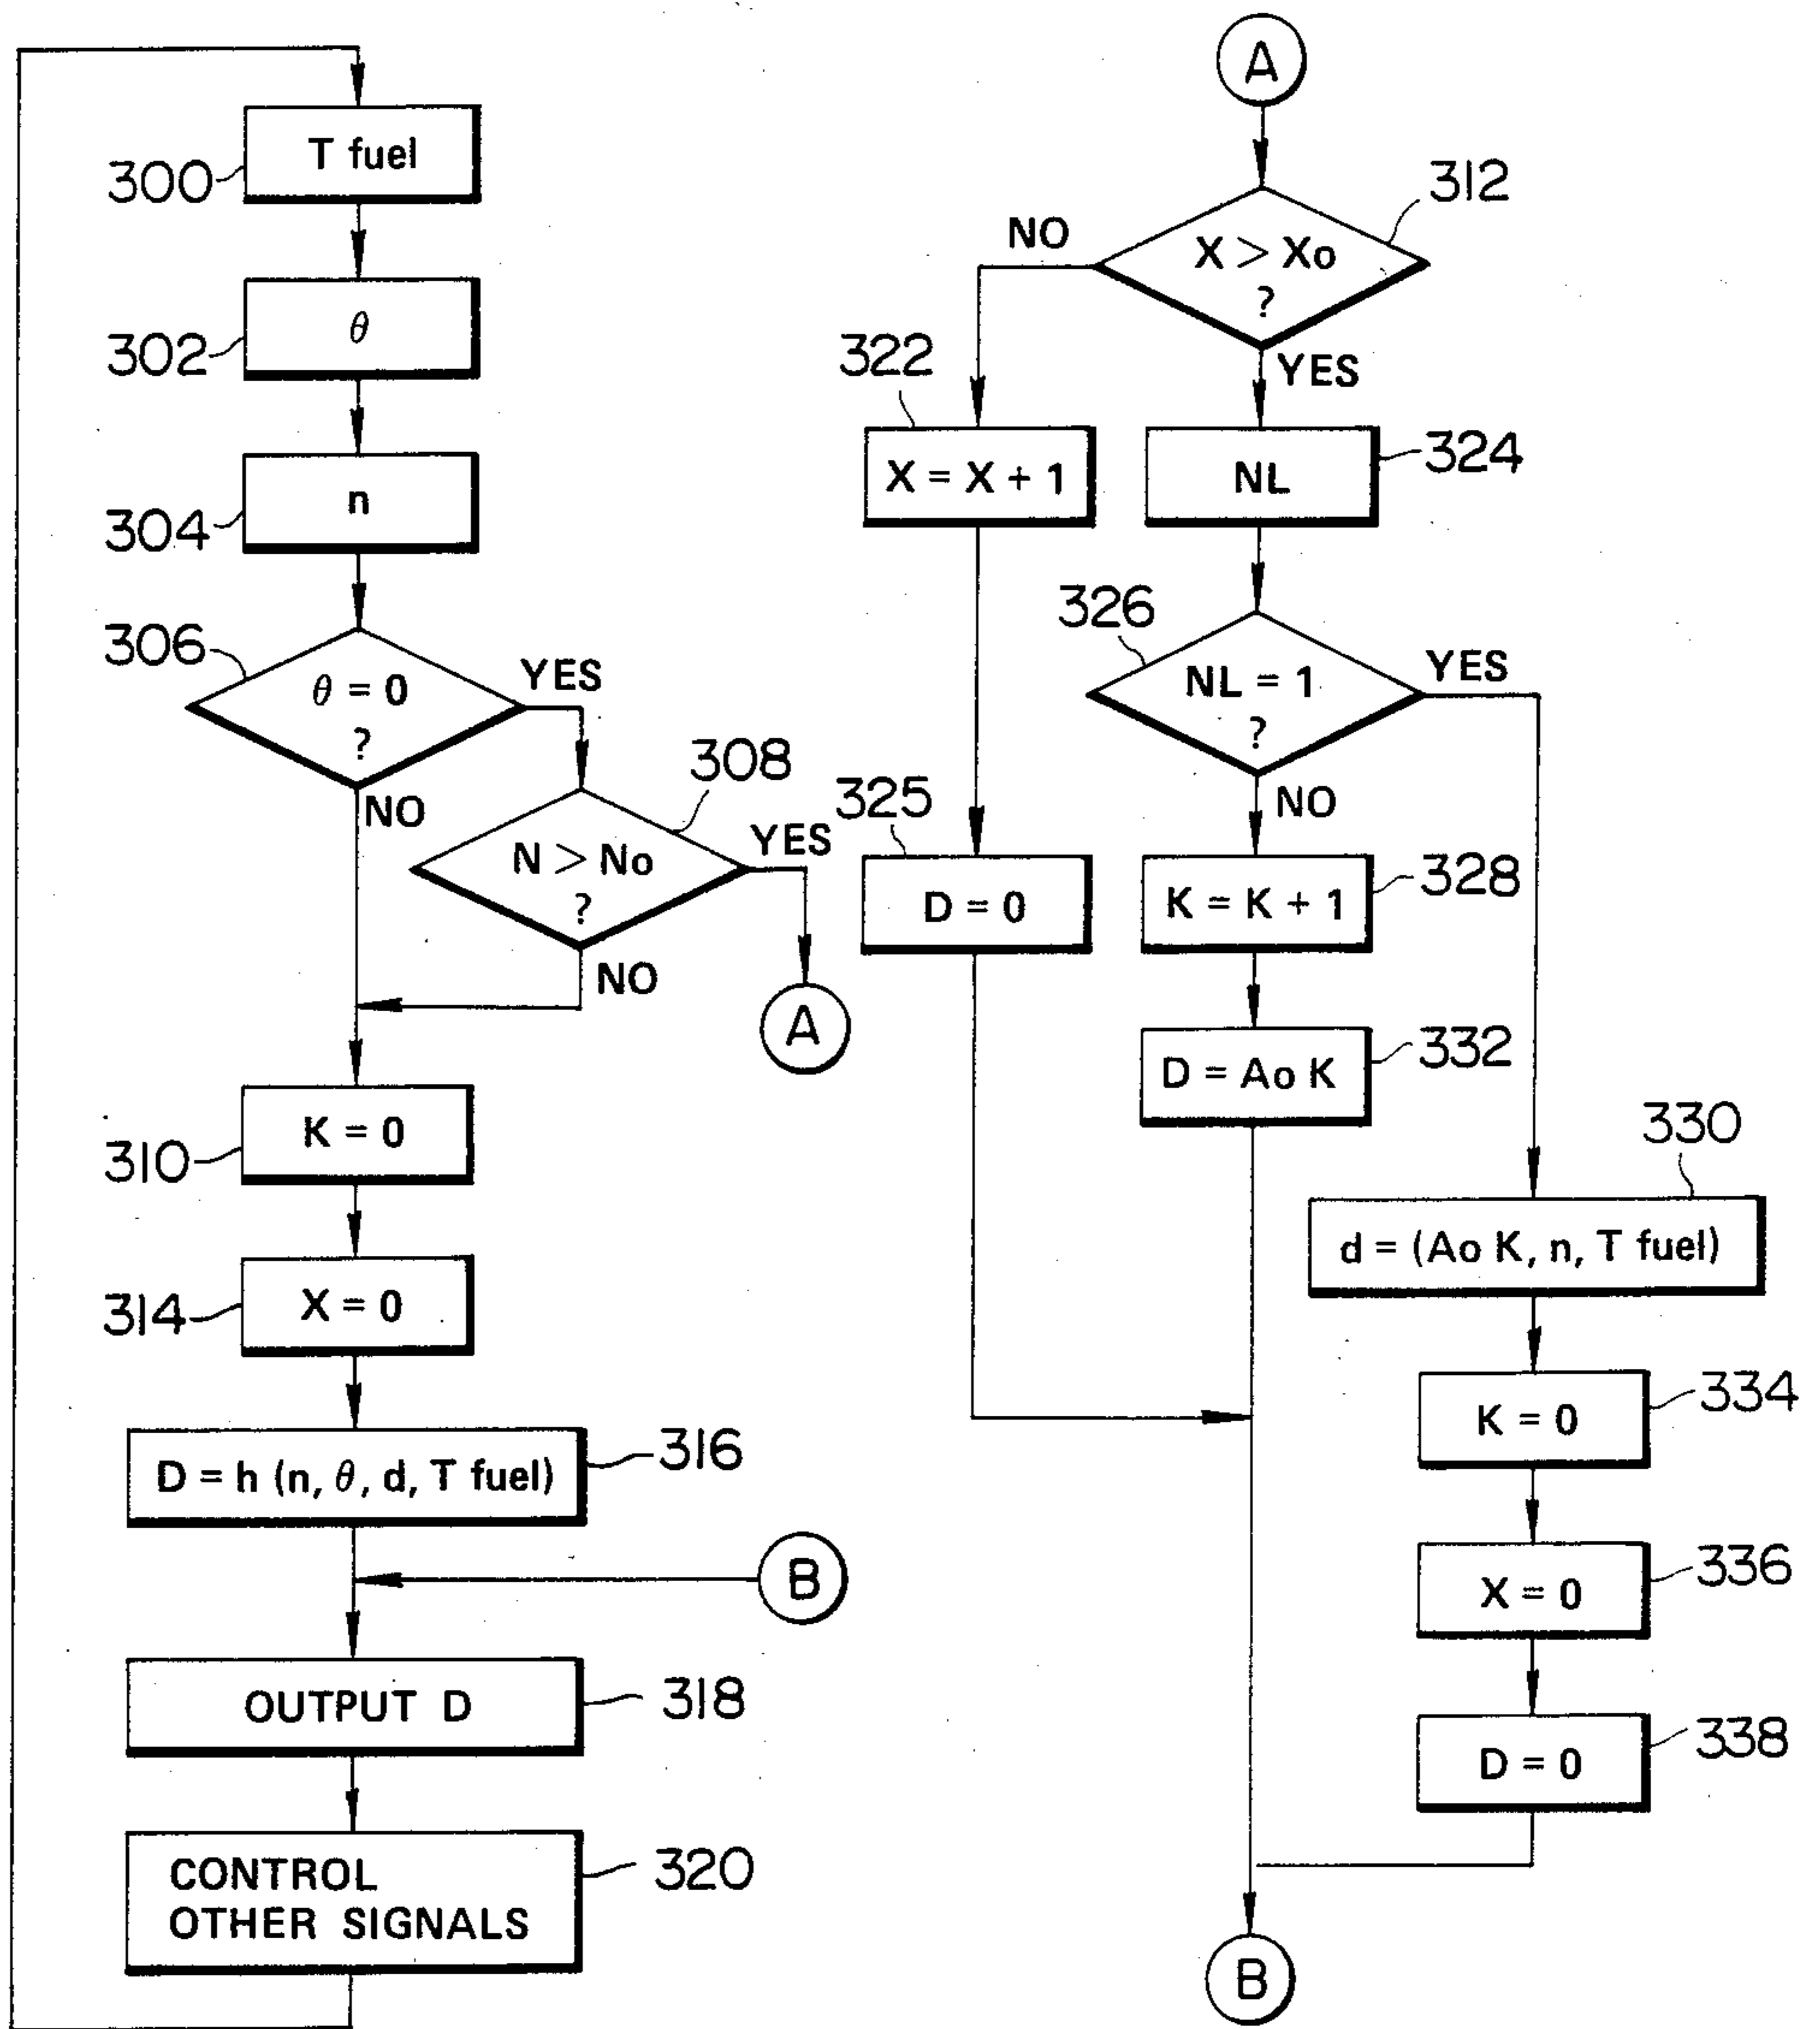 T fuel
300
θ
302
n
304
306
θ = 0
?
YES
NO
308
N > No
?
YES
NO
A
K = 0
310
X = 0
314
D = h (n, θ, d, T fuel)
316
B
OUTPUT D
318
CONTROL
OTHER SIGNALS
320
A
312
X > Xo
?
NO
YES
322
X = X + 1
NL
324
326
NL = 1
?
YES
NO
325
D = 0
K = K + 1
328
D = Ao K
332
330
d = (Ao K, n, T fuel)
K = 0
334
X = 0
336
D = 0
338
B